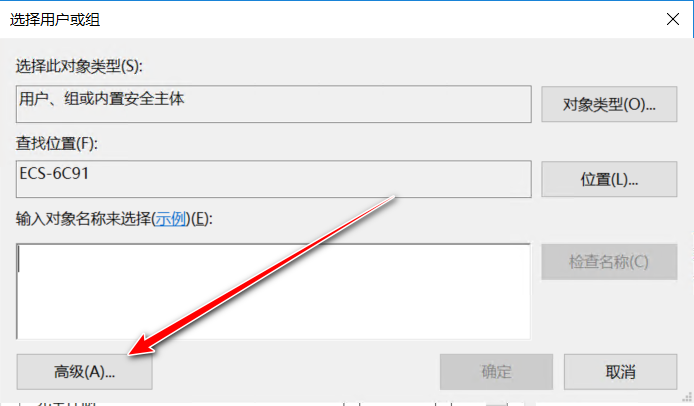 选择用户或组
选择此对象类型(S):
用户、组或内置安全主体
对象类型(O)...
查找位置(F):
ECS-6C91
位置(L)...
输入对象名称来选择(示例)(E):
检查名称(C)
高级(A)...
确定
取消